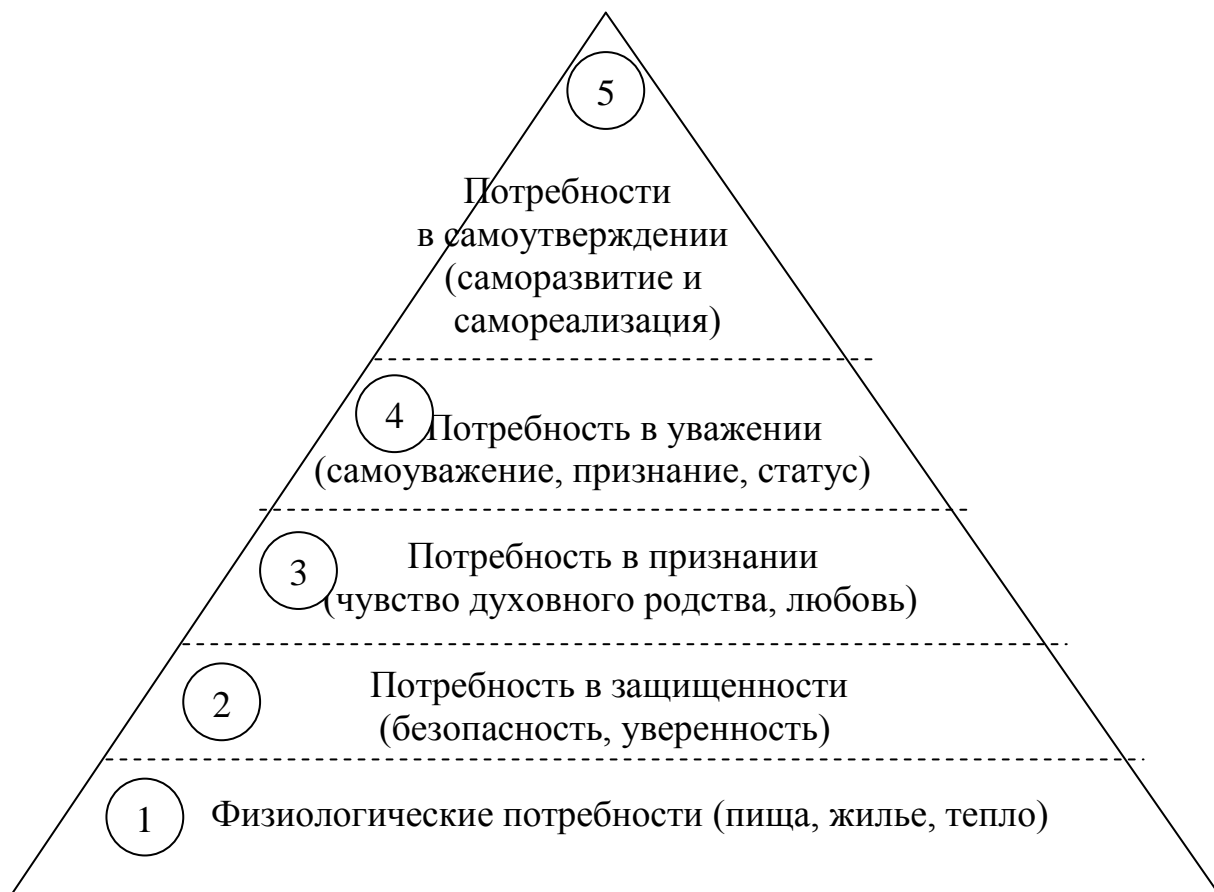 5
Потребности
в самоутверждении
(саморазвитие и
самореализация)
4
Потребность в уважении
(самоуважение, признание, статус)
3
Потребность в признании
(чувство духовного родства, любовь)
2
Потребность в защищенности
(безопасность, уверенность)
1
Физиологические потребности (пища, жилье, тепло)